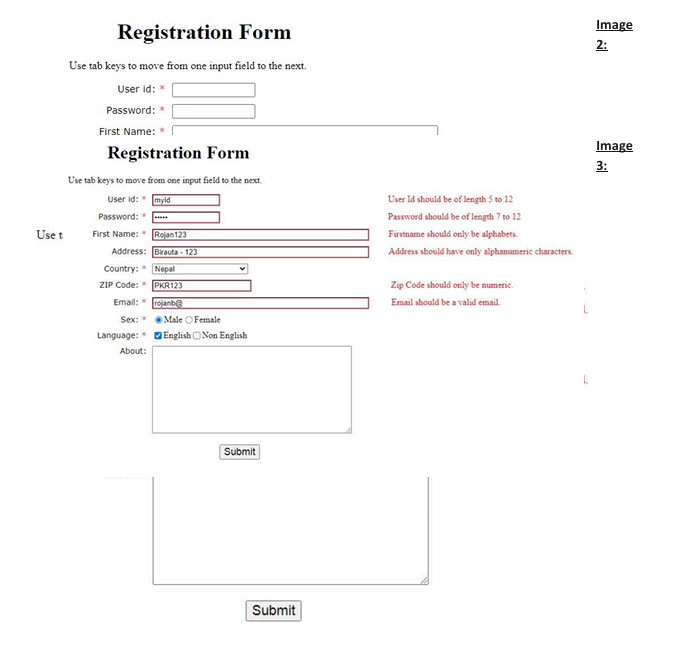 Registration Form
Image
2:
Use tab keys to move from one input field to the next.
User id: *
Password: *
First Name: *
Registration Form
Image
3:
Use tab keys to move from one input field to the next.
User id: * myid User Id should be of length 5 to 12
Password: * ••••• Password should be of length 7 to 12
Use t
First Name: * Rojan123 Firstname should only be alphabets.
Address: Birauta - 123 Address should have only alphanumeric characters.
Country: * Nepal
ZIP Code: * PKR123 Zip Code should only be numeric.
Email: * rojanb@ Email should be a valid email.
Sex: * Male Female
Language: * English Non English
About:
Submit
Submit